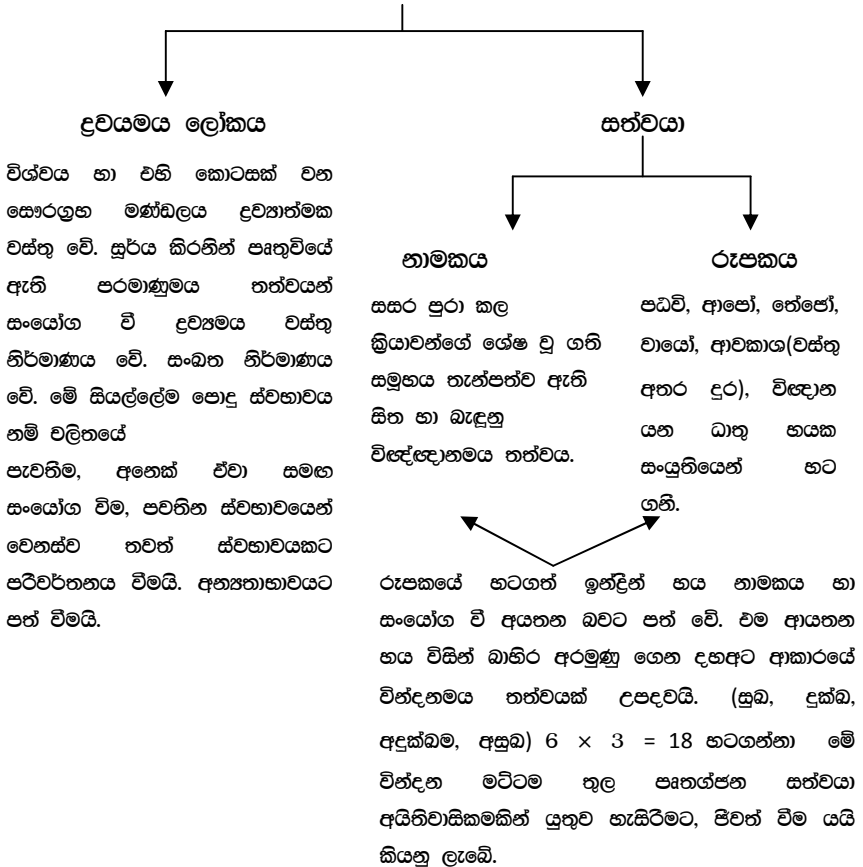 ද්‍රවයමය ලෝකය
විශ්වය හා එහි කොටසක් වන
සෞරග්‍රහ මණ්ඩලය ද්‍රව්‍යාත්මක
වස්තු වේ. සූර්ය කිරනින් පෘතුවියේ
ඇති පරමාණුමය තත්වයන්
සංයෝග වී ද්‍රව්‍යමය වස්තු
නිර්මාණය වේ. සංඛත නිර්මාණය
වේ. මේ සියල්ලේම පොදු ස්වභාවය
නම් චලිතයේ
පැවතීම, අනෙක් ඒවා සමඟ
සංයෝග වීම, පවතින ස්වභාවයෙන්
වෙනස්ව තවත් ස්වභාවයකට
පරිවර්තනය වීමයි. අන්‍යතාභාවයට
පත් වීමයි.
සත්වයා
නාමකය
සසර පුරා කල
ක්‍රියාවන්ගේ ශේෂ වූ ගති
සමූහය තැන්පත්ව ඇති
සිත හා බැඳුනු
විඥ්ඥානමය තත්වය.
රූපකය
පඨවි, ආපෝ, තේජෝ,
වායෝ, ආවකාශ(වස්තු
අතර දුර), විඥාන
යන ධාතු හයක
සංයුතියෙන් හට
ගනී.
රූපකයේ හටගත් ඉන්ද්‍රීන් හය නාමකය හා
සංයෝග වී අයතන බවට පත් වේ. එම ආයතන
හය විසින් බාහිර අරමුණු ගෙන දහඅට ආකාරයේ
වින්දනමය තත්වයක් උපදවයි. (සුඛ, දුක්ඛ,
අදුක්ඛම, අසුඛ) 6 × 3 = 18 හටගන්නා මේ
වින්දන මට්ටම තුල පෘතග්ජන සත්වයා
අයිතිවාසිකමකින් යුතුව හැසිරීමට, ජීවත් වීම යයි
කියනු ලැබේ.